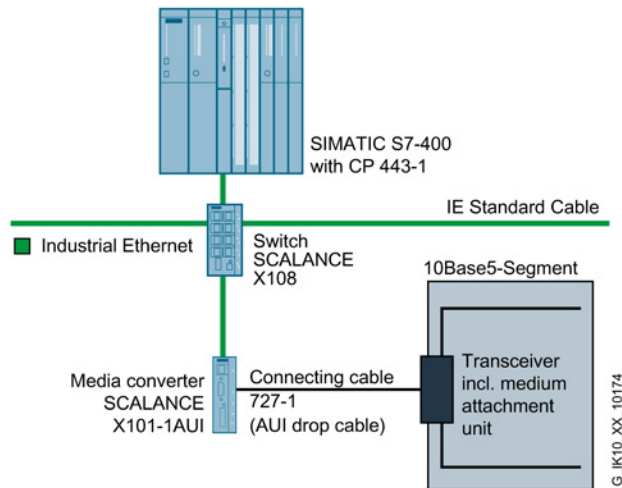 SIMATIC S7-400
with CP 443-1
IE Standard Cable
Industrial Ethernet
Switch
SCALANCE
X108
10Base5-Segment
Media converter
SCALANCE
X101-1AUI
Connecting cable
727-1
(AUI drop cable)
Transceiver
incl. medium
attachment
unit
G_IK10_XX_10174